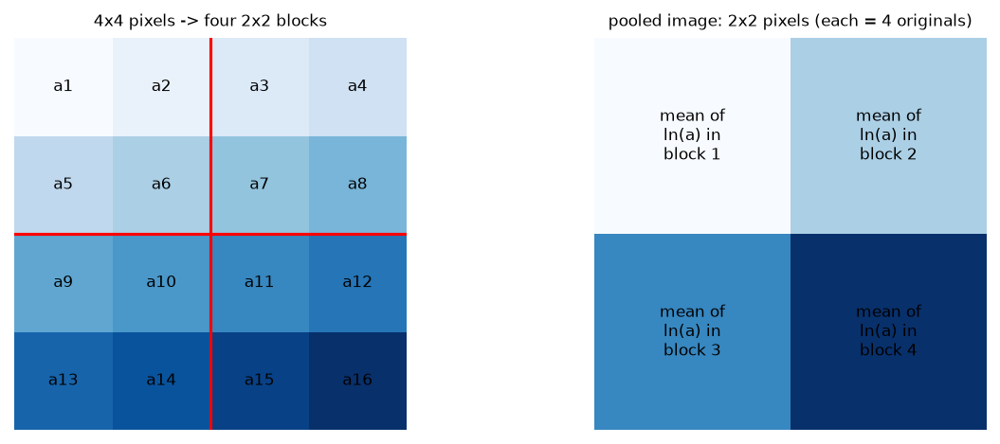 4x4 pixels -> four 2x2 blocks
a1 a2 a3 a4
a5 a6 a7 a8
a9 a10 a11 a12
a13 a14 a15 a16
pooled image: 2x2 pixels (each = 4 originals)
mean of
ln(a) in
block 1
mean of
ln(a) in
block 2
mean of
ln(a) in
block 3
mean of
ln(a) in
block 4